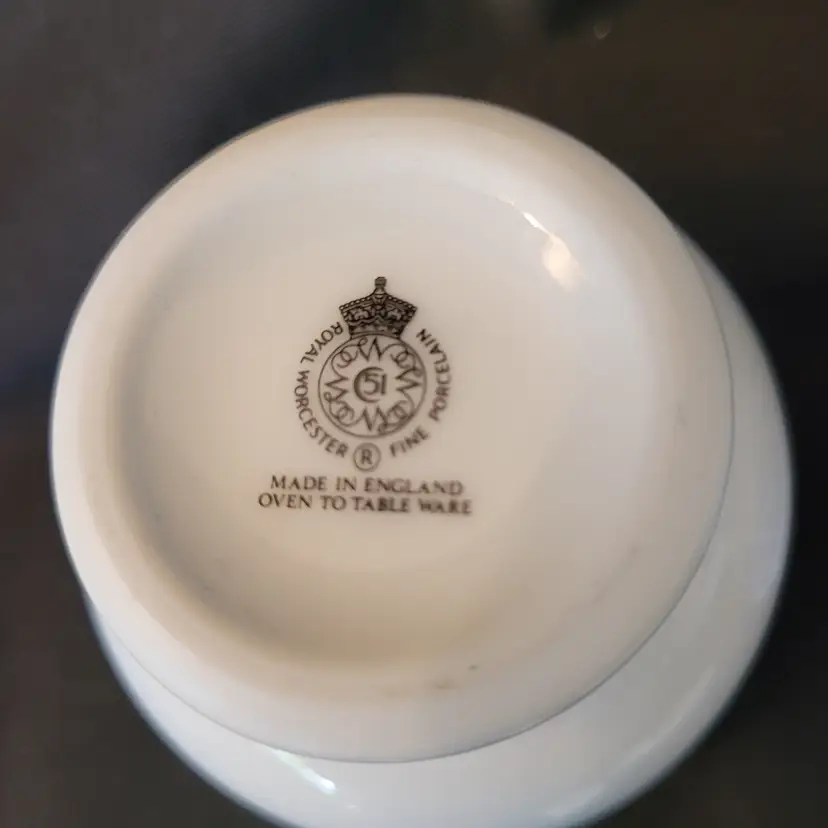 ROYAL WORCESTER ® FINE PORCELAIN
51
MADE IN ENGLAND
OVEN TO TABLE WARE